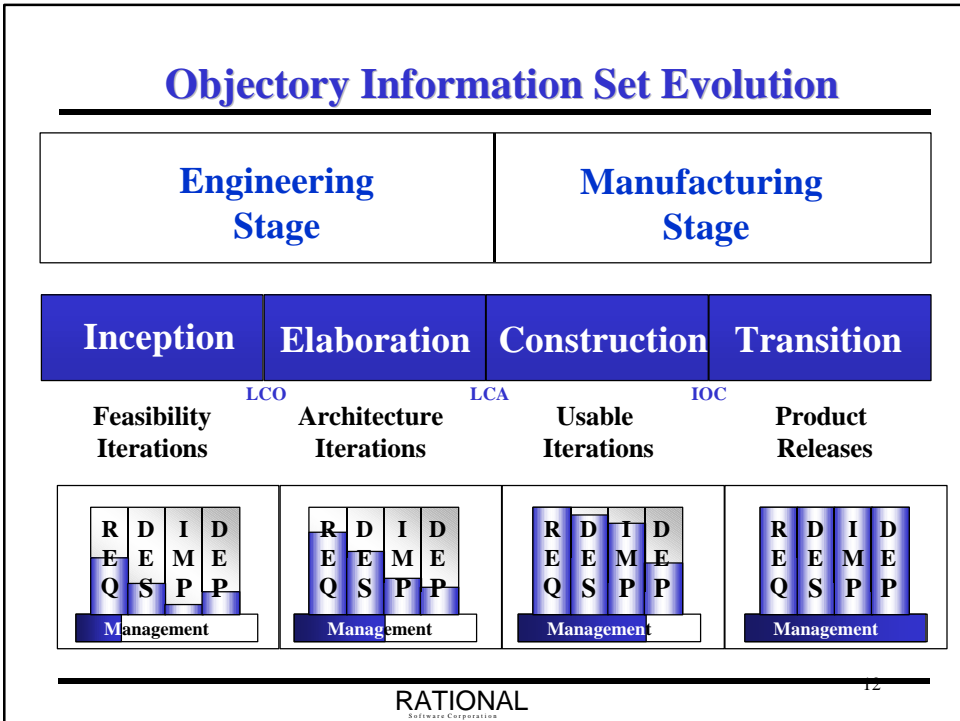 Objectory Information Set Evolution
Engineering
Stage
Manufacturing
Stage
Inception
Elaboration
Construction
Transition
LCO
LCA
IOC
Feasibility
Iterations
Architecture
Iterations
Usable
Iterations
Product
Releases
R D I D
E E M E
Q S P P
Management
R D I D
E E M E
Q S P P
Management
R D I D
E E M E
Q S P P
Management
R D I D
E E M E
Q S P P
Management
12
RATIONAL
Software Corporation